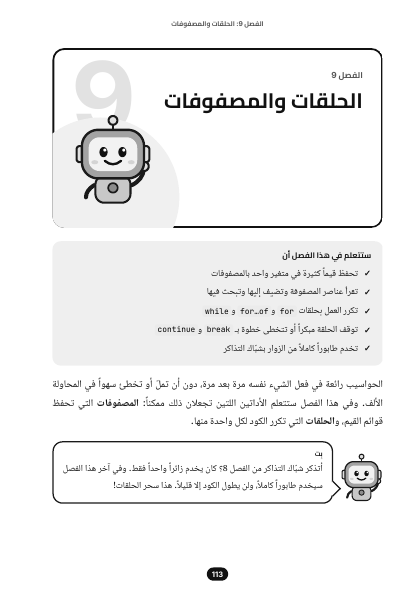 الفصل 9: الحلقات والمصفوفات
9
الفصل 9
الحلقات والمصفوفات
ستتعلم في هذا الفصل أن
✓ تحفظ قيماً كثيرة في متغير واحد بالمصفوفات
✓ تقرأ عناصر المصفوفة وتضيف إليها وتبحث فيها
✓ تكرر العمل بحلقات for و for…of و while
✓ توقف الحلقة مبكراً أو تتخطى خطوة بـ break و continue
✓ تخدم طابوراً كاملاً من الزوار بشبّاك التذاكر
الحواسيب رائعة في فعل الشيء نفسه مرة بعد مرة، دون أن تملّ أو تخطئ سهواً في المحاولة
الألف. وفي هذا الفصل ستتعلم الأداتين اللتين تجعلان ذلك ممكناً: المصفوفات التي تحفظ
قوائم القيم، والحلقات التي تكرر الكود لكل واحدة منها.
بِت
أتذكر شبّاك التذاكر من الفصل 8؟ كان يخدم زائراً واحداً فقط. وفي آخر هذا الفصل
سيخدم طابوراً كاملاً، ولن يطول الكود إلا قليلاً. هذا سحر الحلقات!
113